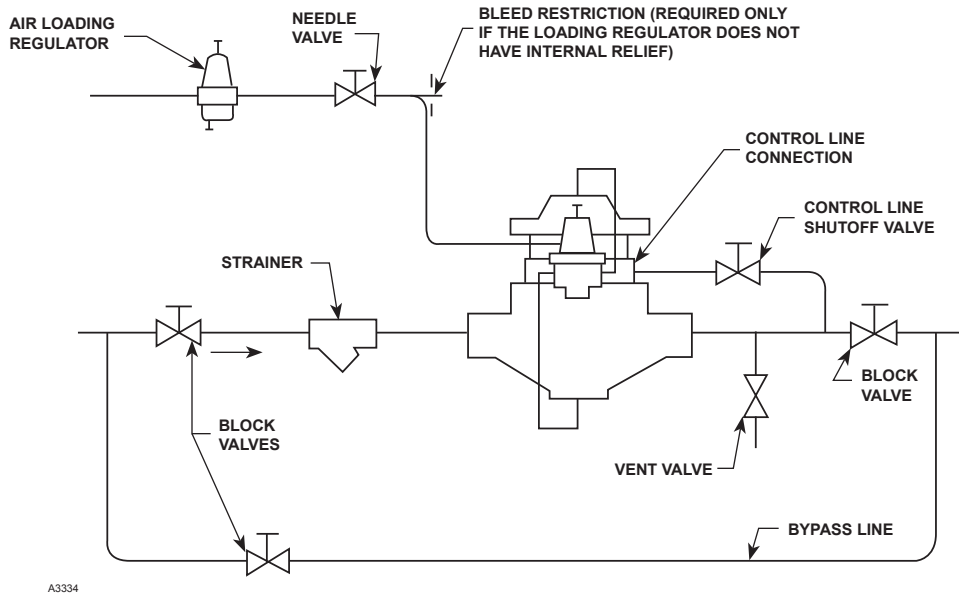 AIR LOADING
REGULATOR
NEEDLE
VALVE
BLEED RESTRICTION (REQUIRED ONLY
IF THE LOADING REGULATOR DOES NOT
HAVE INTERNAL RELIEF)
CONTROL LINE
CONNECTION
CONTROL LINE
SHUTOFF VALVE
STRAINER
BLOCK
VALVE
BLOCK
VALVES
VENT VALVE
BYPASS LINE
A3334